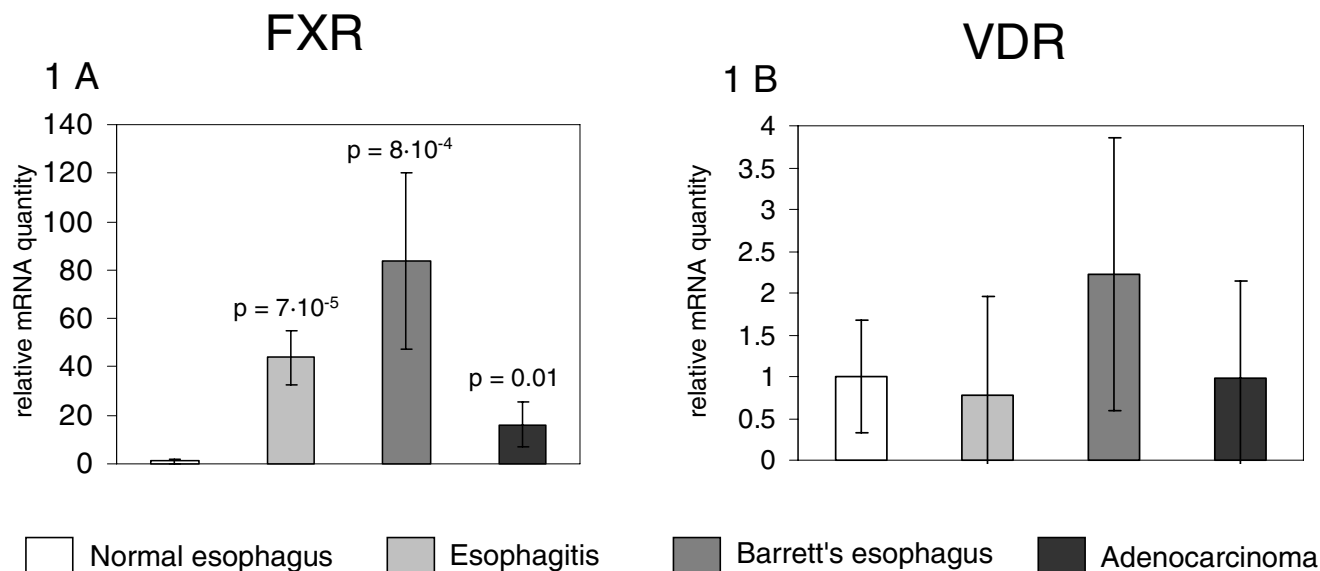 FXR
1 A
relative mRNA quantity
140
120
100
80
60
40
20
0
p = 7·10⁻⁵
p = 8·10⁻⁴
p = 0.01
VDR
1 B
relative mRNA quantity
4
3.5
3
2.5
2
1.5
1
0.5
0
Normal esophagus
Esophagitis
Barrett's esophagus
Adenocarcinoma